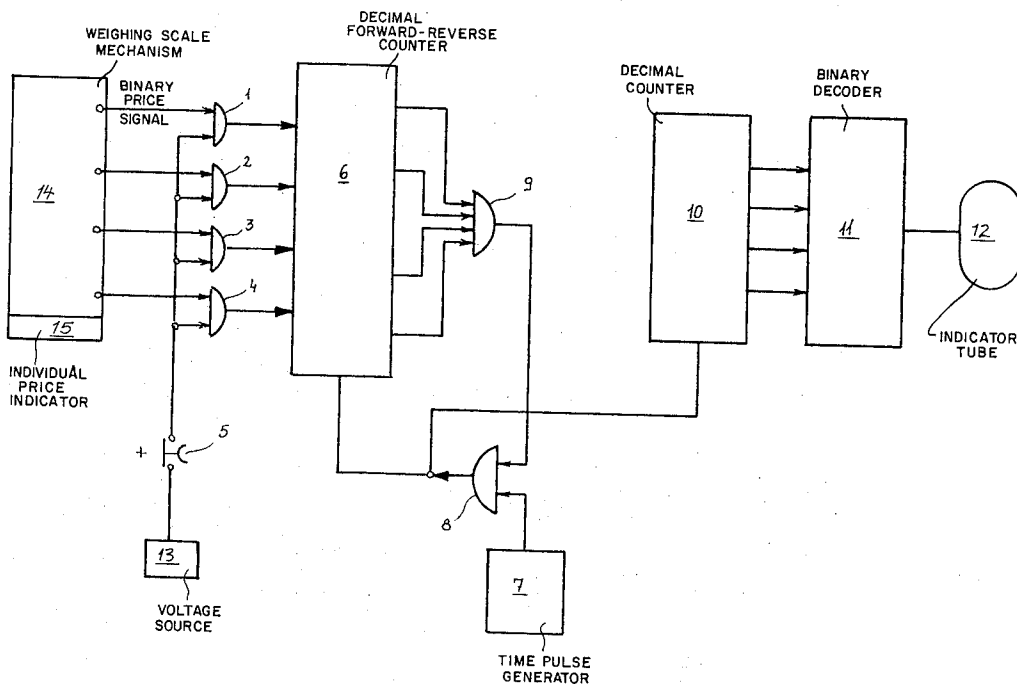 WEIGHING SCALE
MECHANISM
BINARY
PRICE
SIGNAL
14
15
INDIVIDUAL
PRICE
INDICATOR
1
2
3
4
+
5
13
VOLTAGE
SOURCE
DECIMAL
FORWARD-REVERSE
COUNTER
6
9
8
7
TIME PULSE
GENERATOR
DECIMAL
COUNTER
10
BINARY
DECODER
11
12
INDICATOR
TUBE